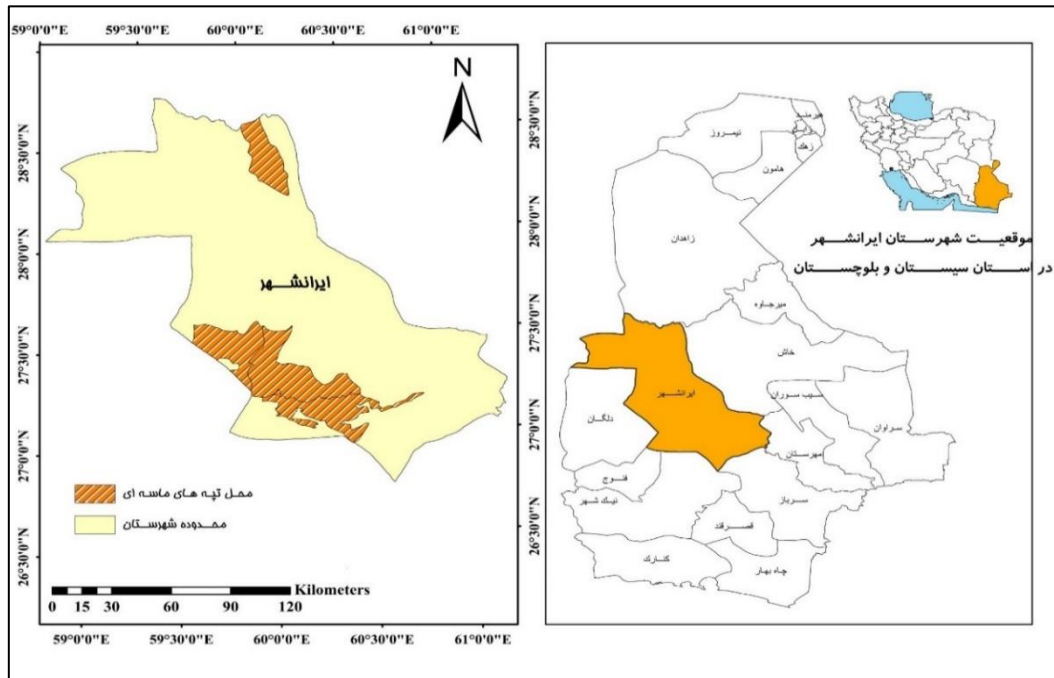 59°0'0"E 59°30'0"E 60°0'0"E 60°30'0"E 61°0'0"E
N
28°30'0"N
28°0'0"N
27°30'0"N
27°0'0"N
26°30'0"N
ایرانشهر
محل تپه های ماسه ای
محدوده شهرستان
Kilometers
0 15 30 60 90 120
59°0'0"E 59°30'0"E 60°0'0"E 60°30'0"E 61°0'0"E
28°30'0"N
28°0'0"N
27°30'0"N
27°0'0"N
26°30'0"N
هیرمند
نیمروز
زهک
هامون
زاهدان
موقعیت شهرستان ایرانشهر
در استان سیستان و بلوچستان
میرجاوه
خاش
ایرانشهر
سیب سوران
دلگان
سراوان
مهرستان
فنوج
نیک شهر
سرباز
قصرقند
کنارک
چاه بهار